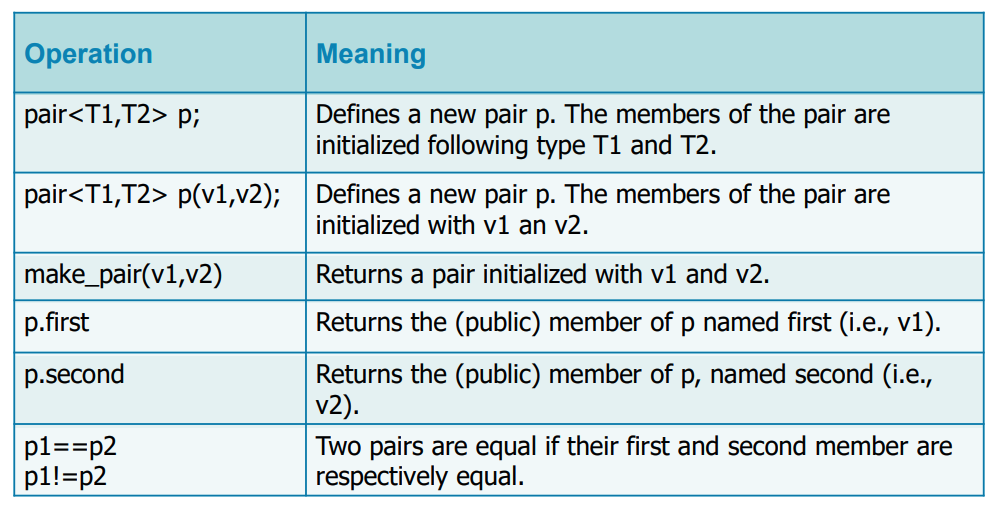 Operation
Meaning
pair<T1,T2> p;
Defines a new pair p. The members of the pair are
initialized following type T1 and T2.
pair<T1,T2> p(v1,v2);
Defines a new pair p. The members of the pair are
initialized with v1 an v2.
make_pair(v1,v2)
Returns a pair initialized with v1 and v2.
p.first
Returns the (public) member of p named first (i.e., v1).
p.second
Returns the (public) member of p, named second (i.e.,
v2).
p1==p2
p1!=p2
Two pairs are equal if their first and second member are
respectively equal.